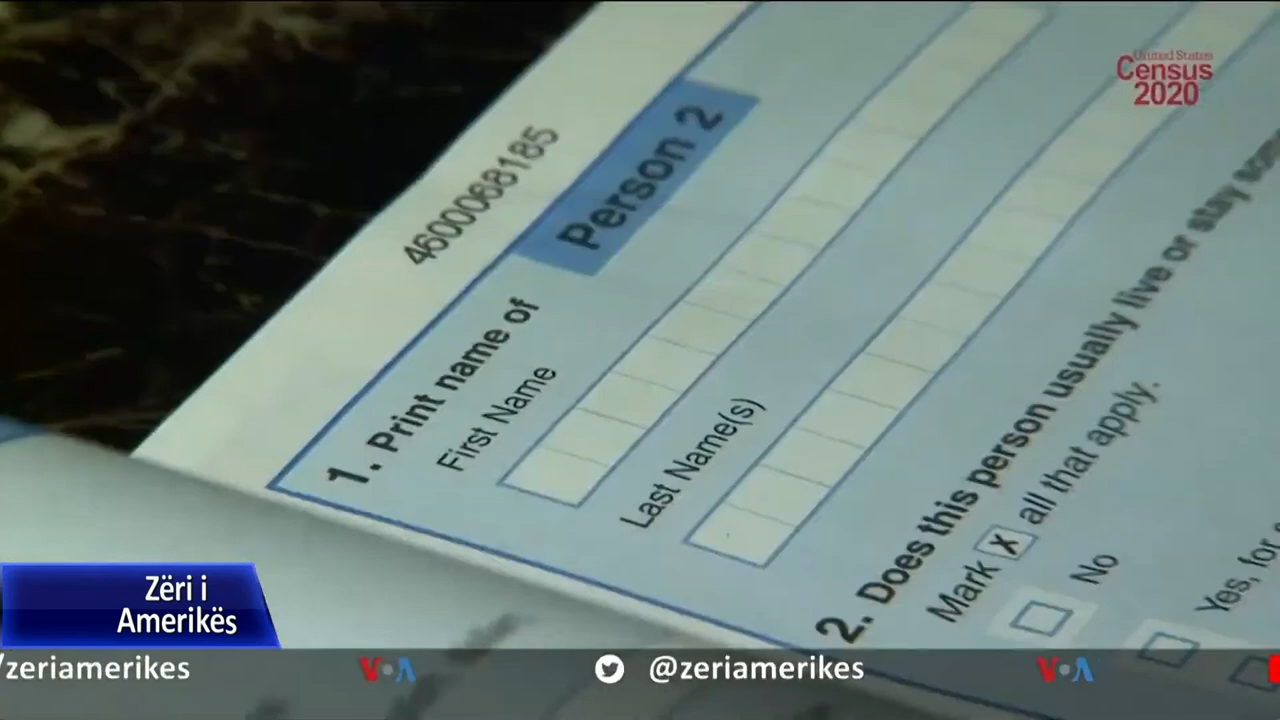 United States
Census
2020
4600068185
Person 2
1. Print name of
First Name
Last Name(s)
2. Does this person usually live or stay
Mark X all that apply.
No
Yes, for
Zëri i
Amerikës
/zeriamerikes
VOA
@zeriamerikes
VOA